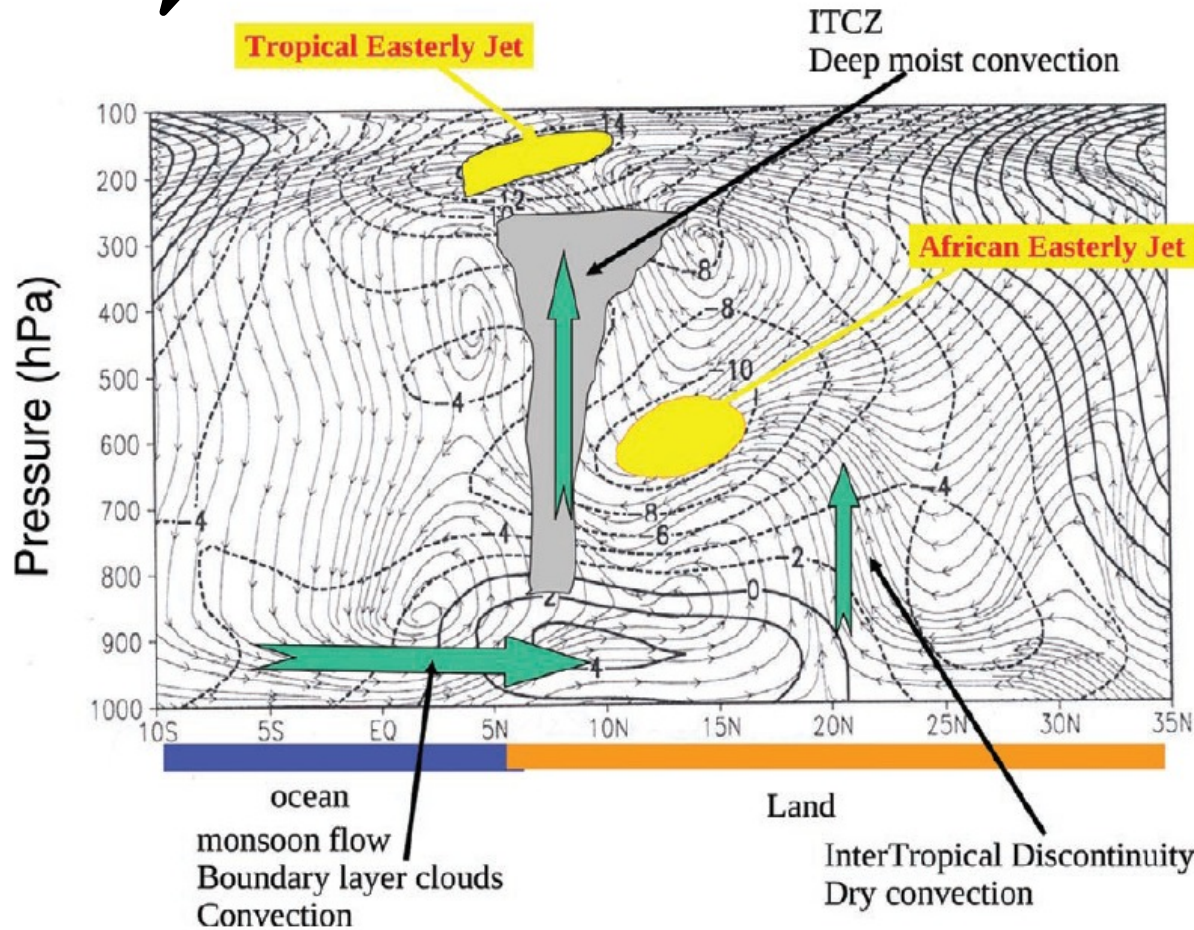 ITCZ
Deep moist convection
Tropical Easterly Jet
African Easterly Jet
Pressure (hPa)
100
200
300
400
500
600
700
800
900
1000
14
12
10
-8
-8
-10
-4
-4
-8
-6
-4
-4
2
0
2
4
10S 5S EQ 5N 10N 15N 20N 25N 30N 35N
ocean
monsoon flow
Boundary layer clouds
Convection
Land
InterTropical Discontinuity
Dry convection